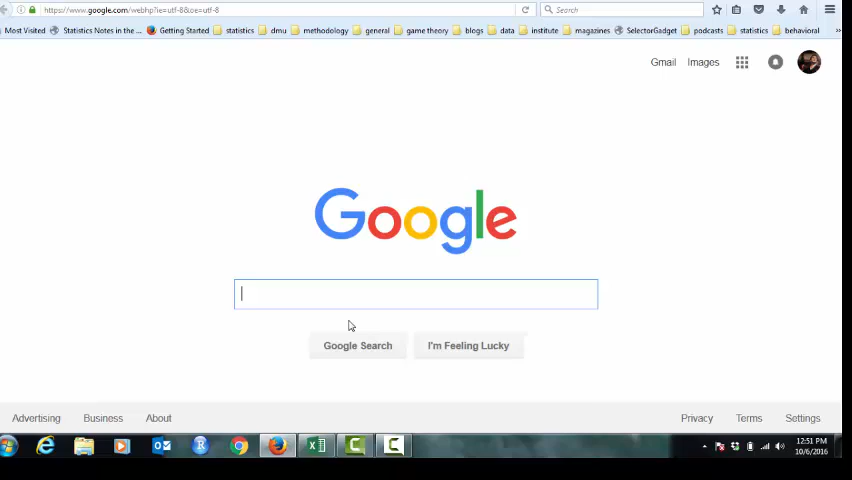 https://www.google.com/webhp?ie=utf-8&oe=utf-8 Search
Most Visited Statistics Notes in the ... Getting Started statistics dmu methodology general game theory blogs data institute magazines SelectorGadget podcasts statistics behavioral
Gmail Images
Google
Google Search I'm Feeling Lucky
Advertising Business About Privacy Terms Settings
12:51 PM
10/6/2016